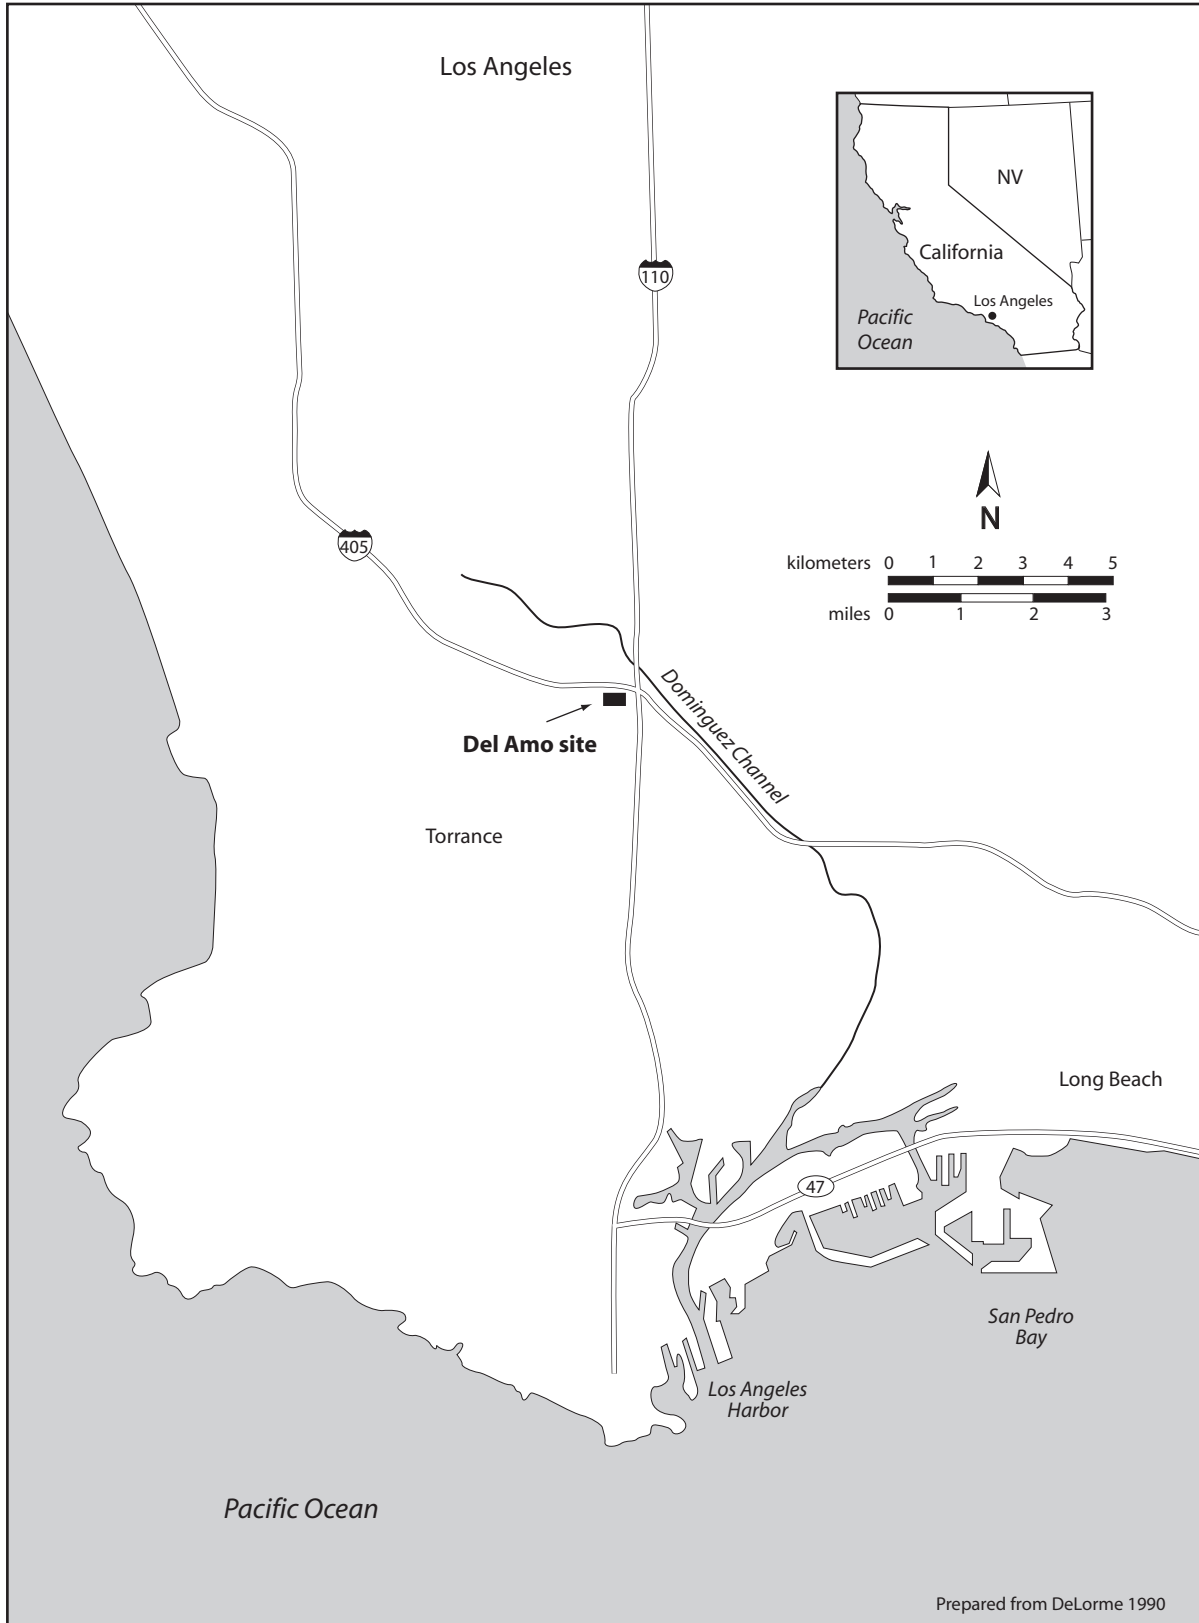 Los Angeles
NV
110
California
Los Angeles
Pacific
Ocean
N
405
kilometers 0 1 2 3 4 5
miles 0 1 2 3
Dominguez Channel
Del Amo site
Torrance
Long Beach
47
San Pedro
Bay
Los Angeles
Harbor
Pacific Ocean
Prepared from DeLorme 1990